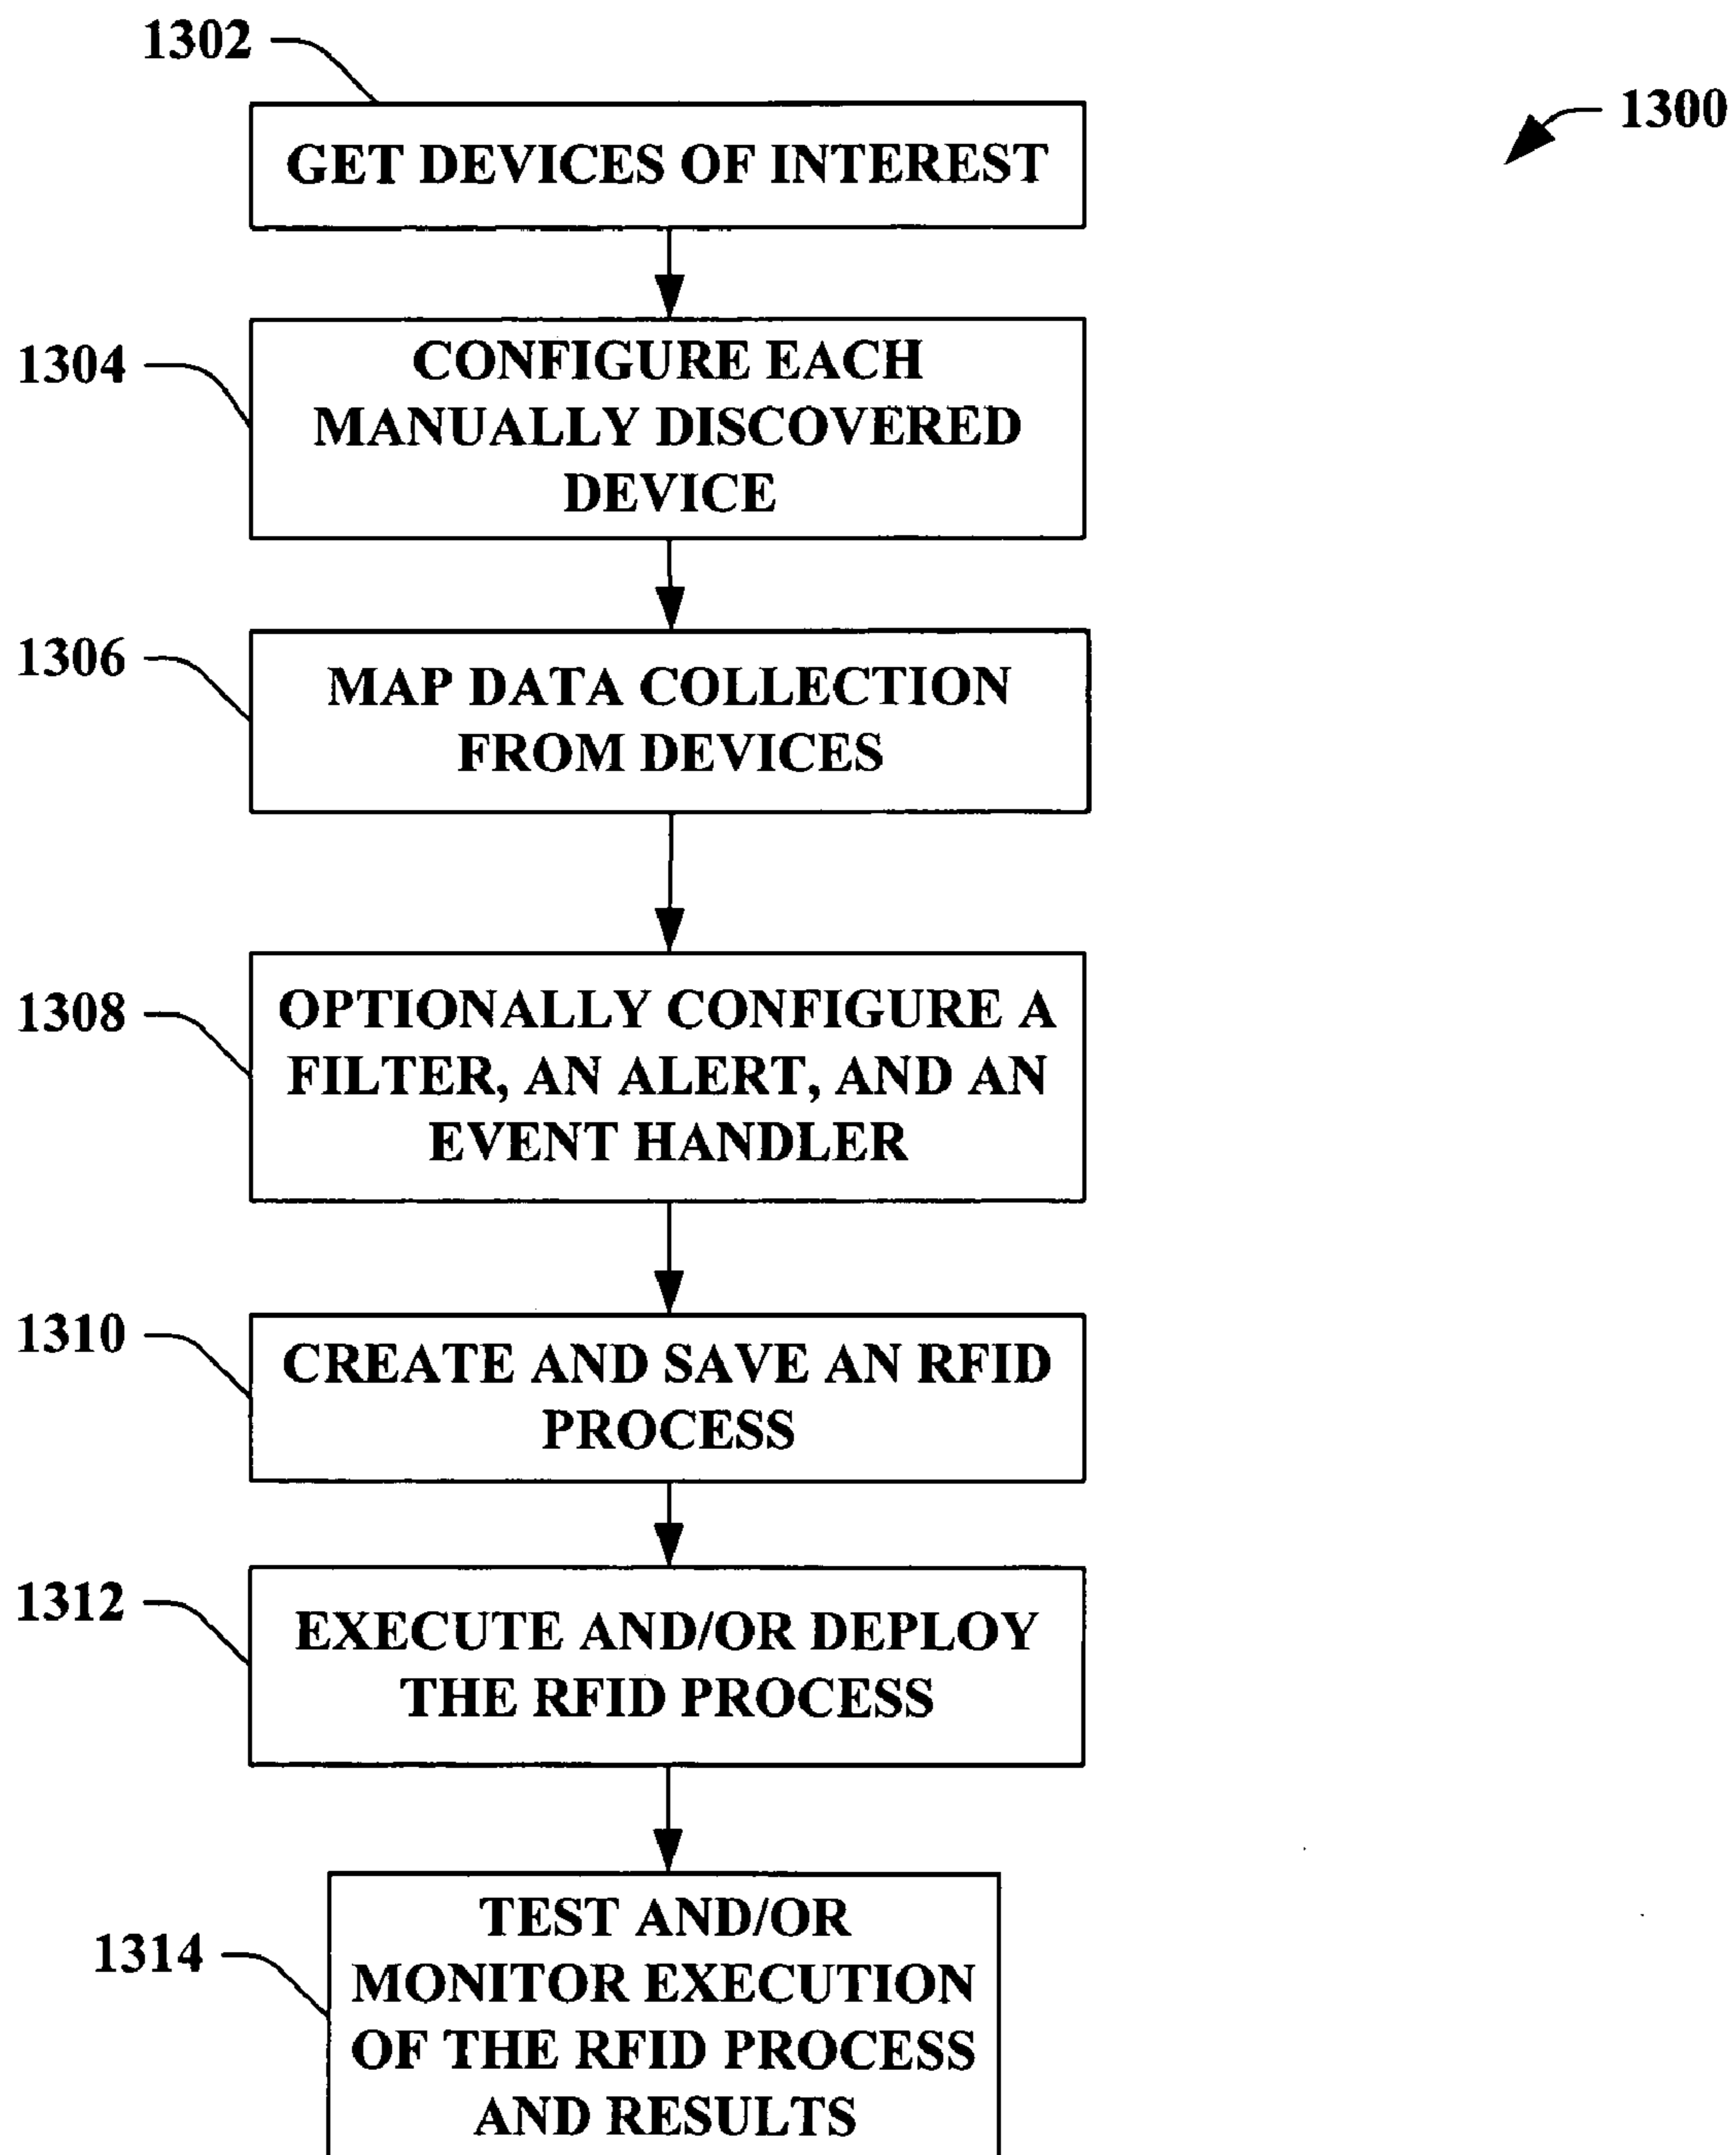 1302
1300
GET DEVICES OF INTEREST
1304
CONFIGURE EACH
MANUALLY DISCOVERED
DEVICE
1306
MAP DATA COLLECTION
FROM DEVICES
1308
OPTIONALLY CONFIGURE A
FILTER, AN ALERT, AND AN
EVENT HANDLER
1310
CREATE AND SAVE AN RFID
PROCESS
1312
EXECUTE AND/OR DEPLOY
THE RFID PROCESS
1314
TEST AND/OR
MONITOR EXECUTION
OF THE RFID PROCESS
AND RESULTS